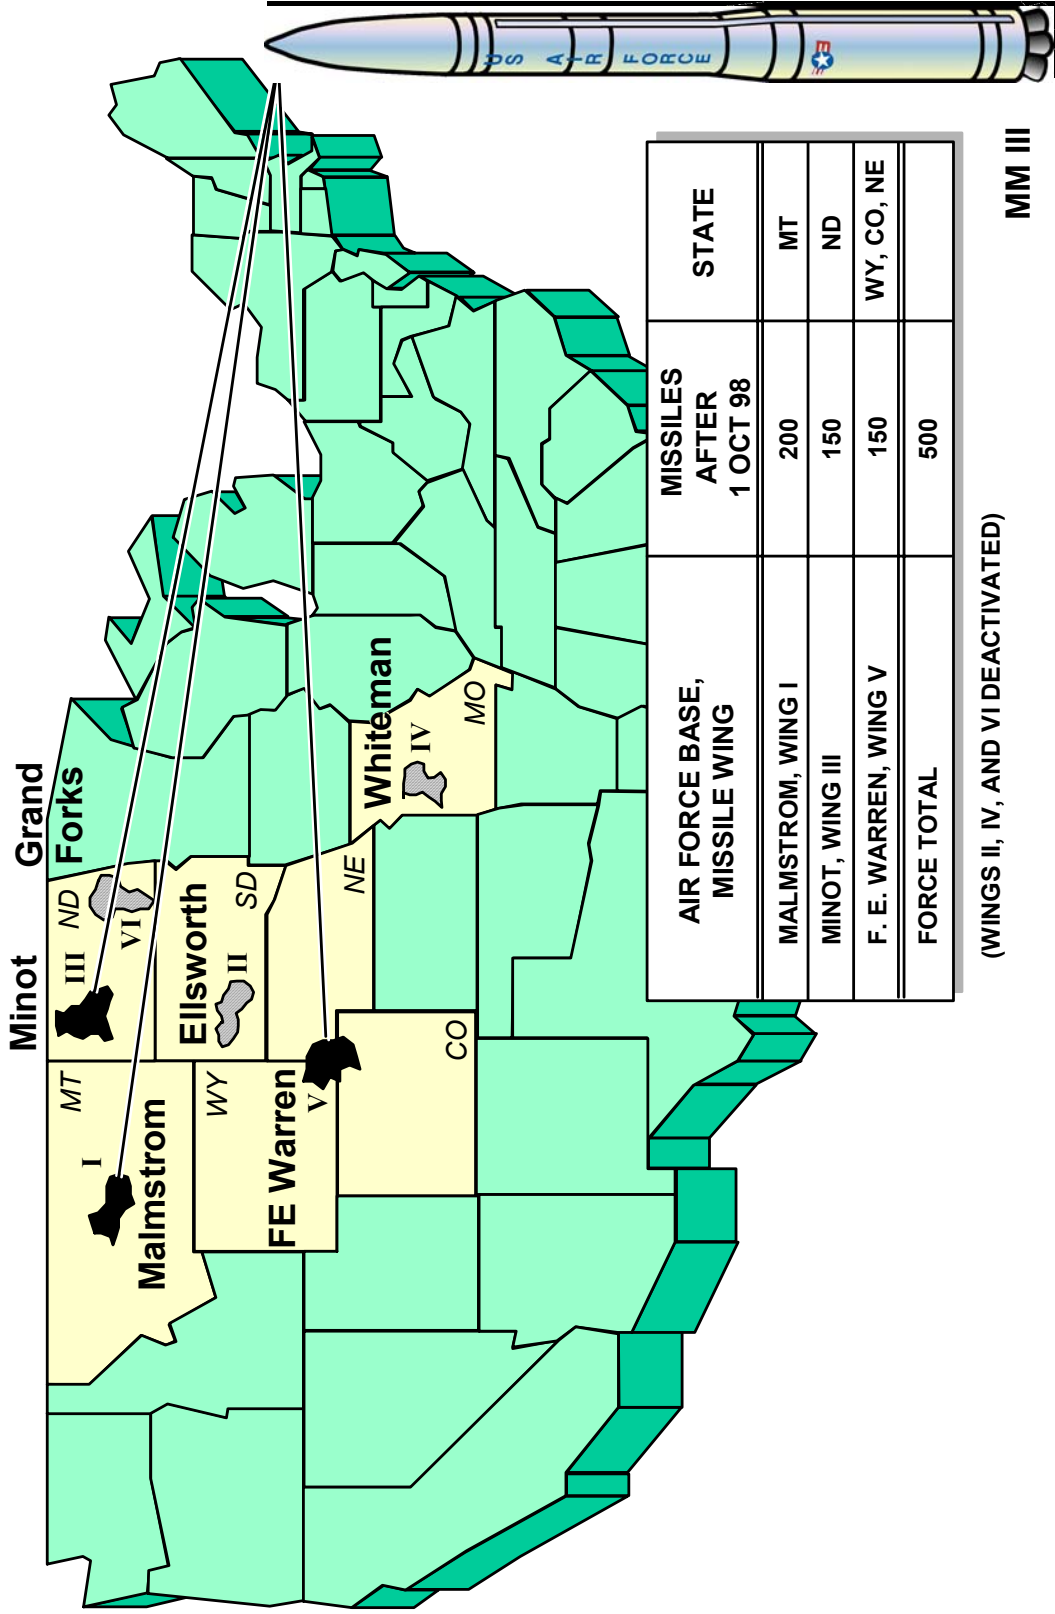 Minot
Grand
Forks
MT
I
Malmstrom
III
ND
VI
WY
Ellsworth
II
SD
FE Warren
V
NE
CO
Whiteman
IV
MO
US AIR FORCE
AIR FORCE BASE,
MISSILE WING
MISSILES
AFTER
1 OCT 98
STATE
MALMSTROM, WING I 200 MT
MINOT, WING III 150 ND
F. E. WARREN, WING V 150 WY, CO, NE
FORCE TOTAL 500
(WINGS II, IV, AND VI DEACTIVATED)
MM III